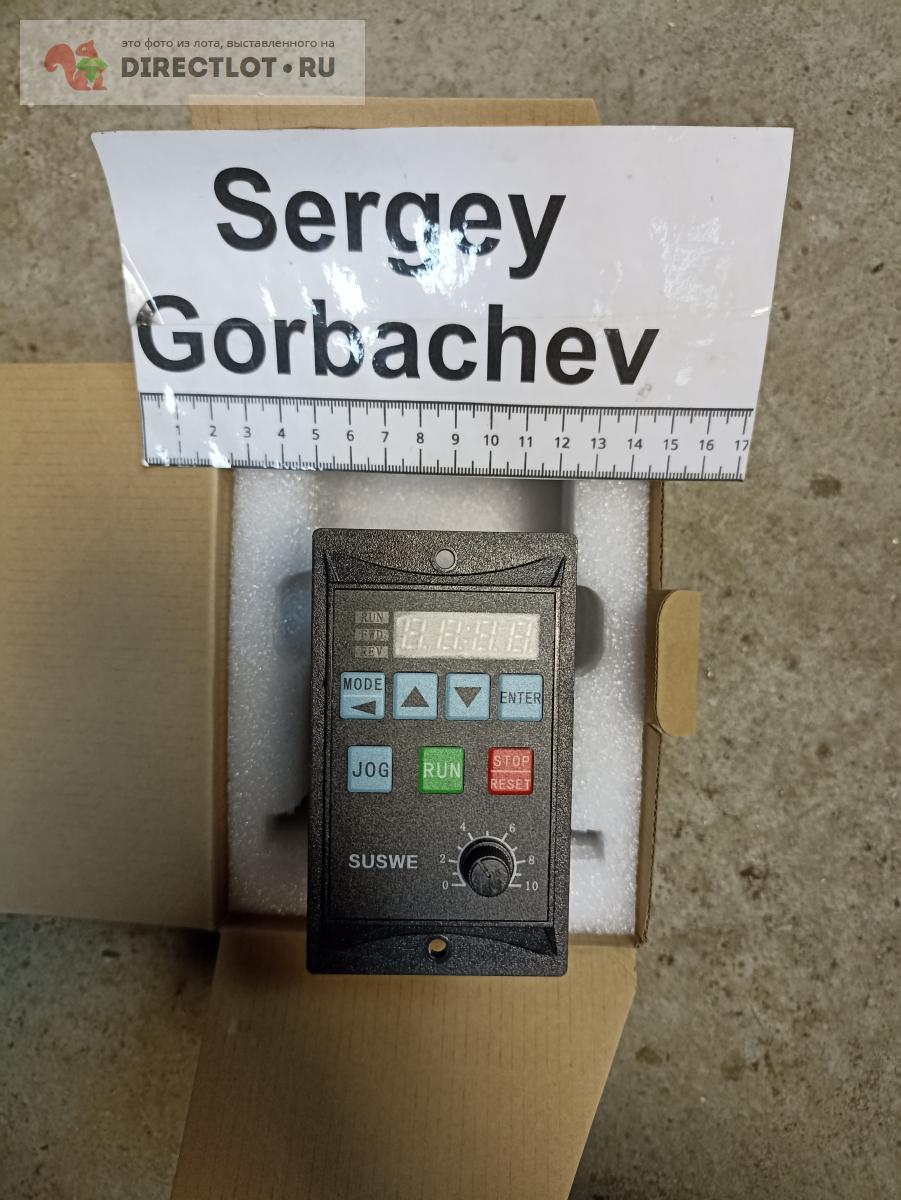 это фото из лота, выставленного на
DIRECTLOT•RU
Sergey
Gorbachev
1 2 3 4 5 6 7 8 9 10 11 12 13 14 15 16 17
RUN
FWD
REV
MODE
ENTER
JOG RUN STOP
RESET
4 6
2 8
SUSWE
0 10